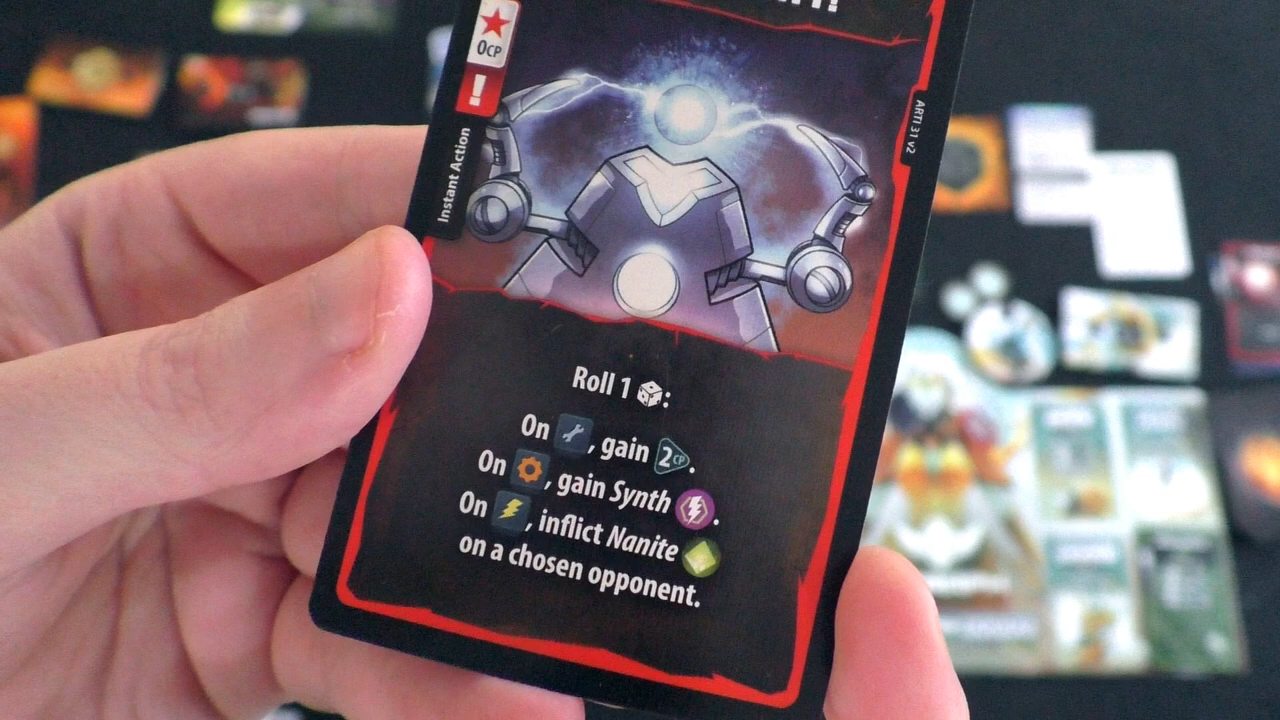 0CP
!
Instant Action
ARTI 31 v2
Roll 1 :
On , gain 2CP.
On , gain Synth .
On , inflict Nanite
on a chosen opponent.